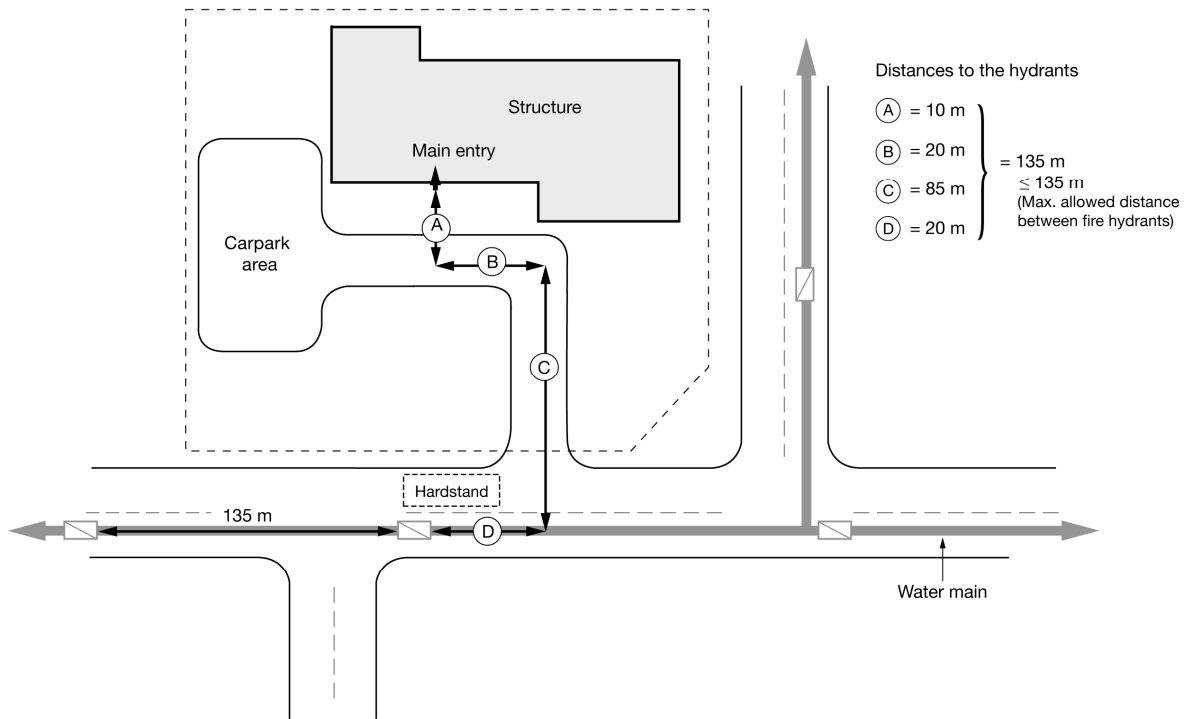 Structure
Main entry
A
Carpark
area
B
C
Hardstand
135 m
D
Water main
Distances to the hydrants
A = 10 m
B = 20 m
C = 85 m
D = 20 m
= 135 m
≤ 135 m
(Max. allowed distance
between fire hydrants)